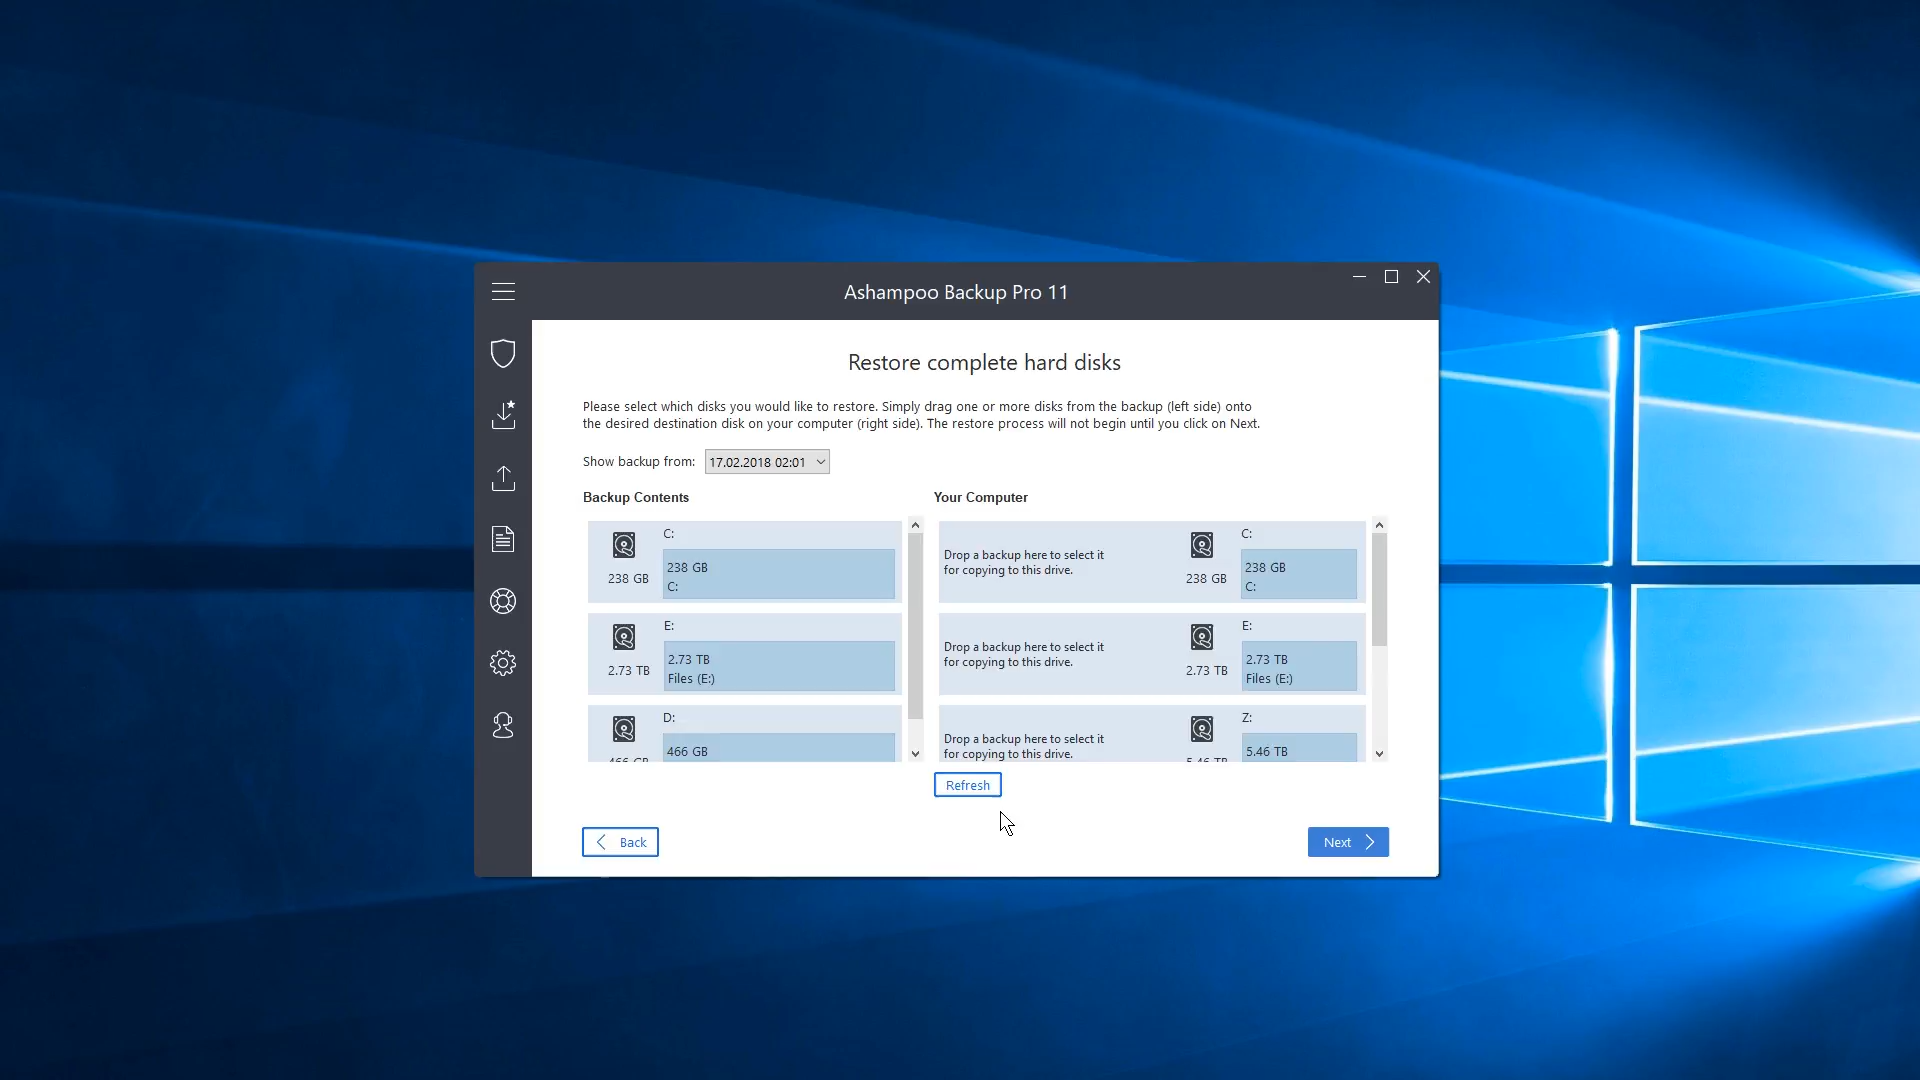 Ashampoo Backup Pro 11
Restore complete hard disks
Please select which disks you would like to restore. Simply drag one or more disks from the backup (left side) onto
the desired destination disk on your computer (right side). The restore process will not begin until you click on Next.
Show backup from: 17.02.2018 02:01
Backup Contents
C:
238 GB
238 GB
C:
E:
2.73 TB
2.73 TB
Files (E:)
D:
466 GB
466 GB
Your Computer
Drop a backup here to select it
for copying to this drive.
C:
238 GB
238 GB
C:
Drop a backup here to select it
for copying to this drive.
E:
2.73 TB
2.73 TB
Files (E:)
Drop a backup here to select it
for copying to this drive.
Z:
5.46 TB
5.46 TB
Refresh
Back
Next